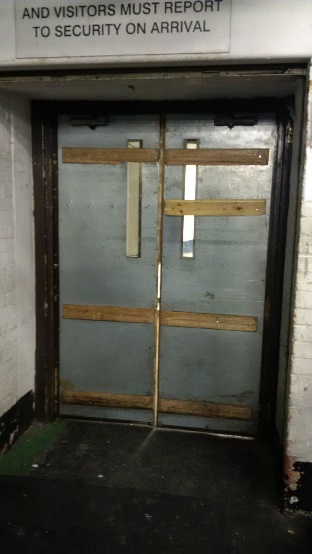 AND VISITORS MUST REPORT
TO SECURITY ON ARRIVAL